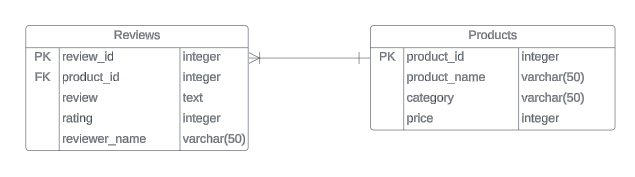 Reviews
PK review_id integer
FK product_id integer
review text
rating integer
reviewer_name varchar(50)
Products
PK product_id integer
product_name varchar(50)
category varchar(50)
price integer